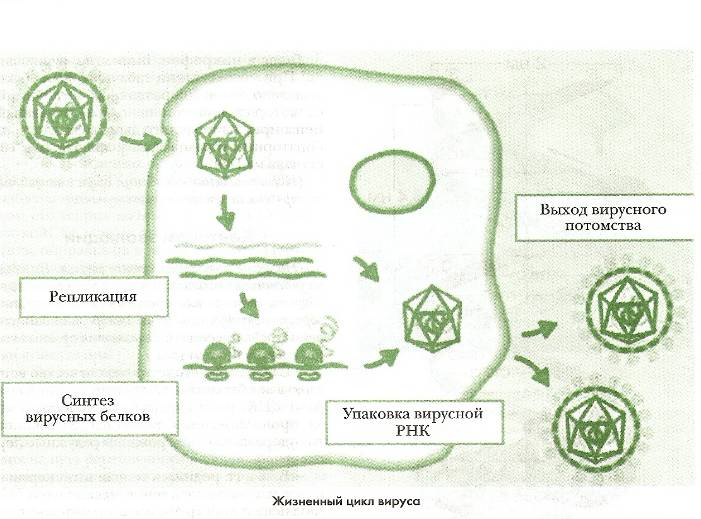 Выход вирусного
потомства
Репликация
Синтез
вирусных белков
Упаковка вирусной
РНК
Жизненный цикл вируса